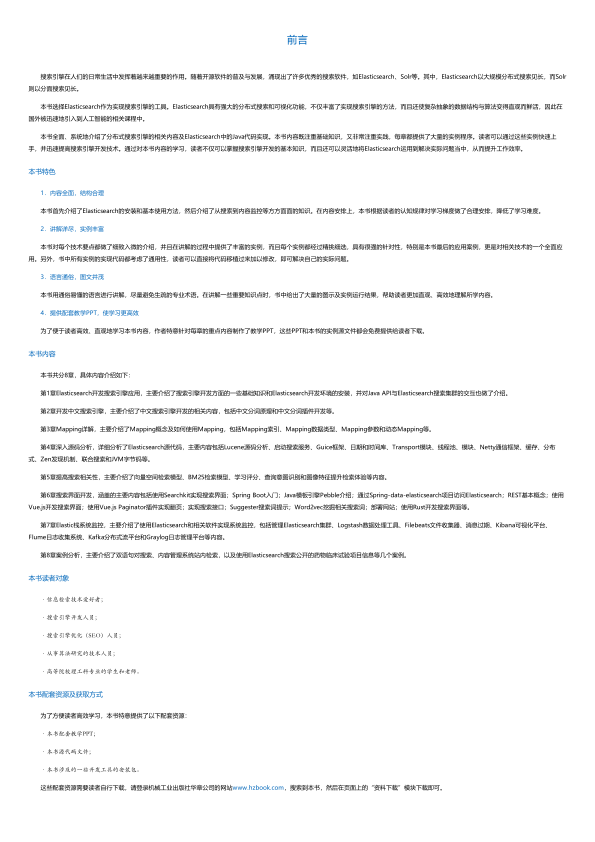 前言
搜索引擎在人们的日常生活中发挥着越来越重要的作用。随着开源软件的普及与发展，涌现出了许多优秀的搜索软件，如Elasticsearch、Solr等。其中，Elasticsearch以大规模分布式搜索见长，而Solr
则以分面搜索见长。
本书选择Elasticsearch作为实现搜索引擎的工具。Elasticsearch具有强大的分布式搜索和可视化功能，不仅丰富了实现搜索引擎的方法，而且还使复杂抽象的数据结构与算法变得直观而鲜活，因此在
国外被迅速地引入到人工智能的相关课程中。
本书全面、系统地介绍了分布式搜索引擎的相关内容及Elasticsearch中的Java代码实现。本书内容既注重基础知识，又非常注重实践，每章都提供了大量的实例程序。读者可以通过这些实例快速上
手，并迅速提高搜索引擎开发技术。通过对本书内容的学习，读者不仅可以掌握搜索引擎开发的基本知识，而且还可以灵活地将Elasticsearch运用到解决实际问题当中，从而提升工作效率。
本书特色
1．内容全面，结构合理
本书首先介绍了Elasticsearch的安装和基本使用方法，然后介绍了从搜索到内容监控等方方面面的知识。在内容安排上，本书根据读者的认知规律对学习梯度做了合理安排，降低了学习难度。
2．讲解详尽，实例丰富
本书对每个技术要点都做了细致入微的介绍，并且在讲解的过程中提供了丰富的实例，而且每个实例都经过精挑细选，具有很强的针对性，特别是本书最后的应用案例，更是对相关技术的一个全面应
用。另外，书中所有实例的实现代码都考虑了通用性，读者可以直接将代码移植过来加以修改，即可解决自己的实际问题。
3．语言通俗，图文并茂
本书用通俗易懂的语言进行讲解，尽量避免生疏的专业术语。在讲解一些重要知识点时，书中给出了大量的图示及实例运行结果，帮助读者更加直观、高效地理解所学内容。
4．提供配套教学PPT，使学习更高效
为了便于读者高效、直观地学习本书内容，作者特意针对每章的重点内容制作了教学PPT，这些PPT和本书的实例源文件都会免费提供给读者下载。
本书内容
本书共分8章，具体内容介绍如下：
第1章Elasticsearch开发搜索引擎应用，主要介绍了搜索引擎开发方面的一些基础知识和Elasticsearch开发环境的安装，并对Java API与Elasticsearch搜索集群的交互也做了介绍。
第2章开发中文搜索引擎，主要介绍了中文搜索引擎开发的相关内容，包括中文分词原理和中文分词插件开发等。
第3章Mapping详解，主要介绍了Mapping概念及如何使用Mapping，包括Mapping索引、Mapping数据类型、Mapping参数和动态Mapping等。
第4章深入源码分析，详细分析了Elasticsearch源代码，主要内容包括Lucene源码分析、启动搜索服务、Guice框架、日期和时间库、Transport模块、线程池、模块、Netty通信框架、缓存、分布
式、Zen发现机制、联合搜索和JVM字节码等。
第5章提高搜索相关性，主要介绍了向量空间检索模型、BM25检索模型、学习评分、查询意图识别和图像特征提升检索体验等内容。
第6章搜索界面开发，涵盖的主要内容包括使用Searchkit实现搜索界面；Spring Boot入门；Java模板引擎Pebble介绍；通过Spring-data-elasticsearch项目访问Elasticsearch；REST基本概念；使用
Vue.js开发搜索界面；使用Vue.js Paginator插件实现翻页；实现搜索接口；Suggester搜索词提示；Word2vec挖掘相关搜索词；部署网站；使用Rust开发搜索界面等。
第7章Elastic栈系统监控，主要介绍了使用Elasticsearch和相关软件实现系统监控，包括管理Elasticsearch集群、Logstash数据处理工具、Filebeats文件收集器、消息过期、Kibana可视化平台、
Flume日志收集系统、Kafka分布式流平台和Graylog日志管理平台等内容。
第8章案例分析，主要介绍了双语句对搜索、内容管理系统站内检索，以及使用Elasticsearch搜索公开的药物临床试验项目信息等几个案例。
本书读者对象
·信息检索技术爱好者；
·搜索引擎开发人员；
·搜索引擎优化（SEO）人员；
·从事算法研究的技术人员；
·高等院校理工科专业的学生和老师。
本书配套资源及获取方式
为了方便读者高效学习，本书特意提供了以下配套资源：
·本书配套教学PPT；
·本书源代码文件；
·本书涉及的一些开发工具的安装包。
这些配套资源需要读者自行下载，请登录机械工业出版社华章公司的网站www.hzbook.com，搜索到本书，然后在页面上的“资料下载”模块下载即可。